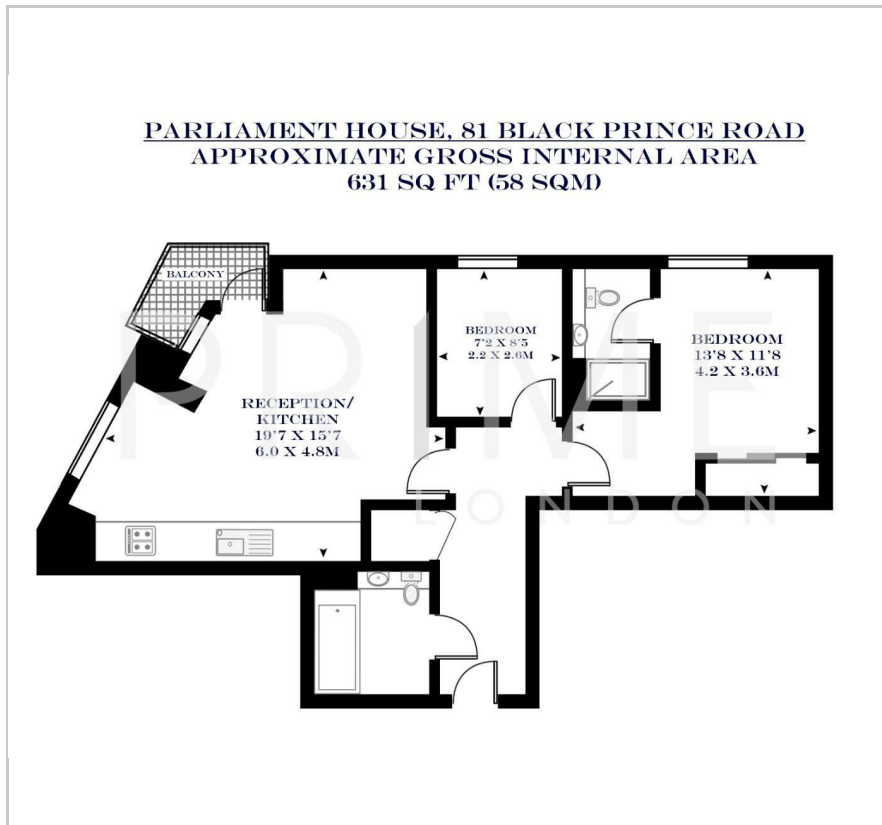 PARLIAMENT HOUSE, 81 BLACK PRINCE ROAD
APPROXIMATE GROSS INTERNAL AREA
631 SQ FT (58 SQM)
BALCONY
BEDROOM
7'2 X 8'5
2.2 X 2.6M
BEDROOM
13'8 X 11'8
4.2 X 3.6M
RECEPTION/
KITCHEN
19'7 X 15'7
6.0 X 4.8M
PRIME
LONDON